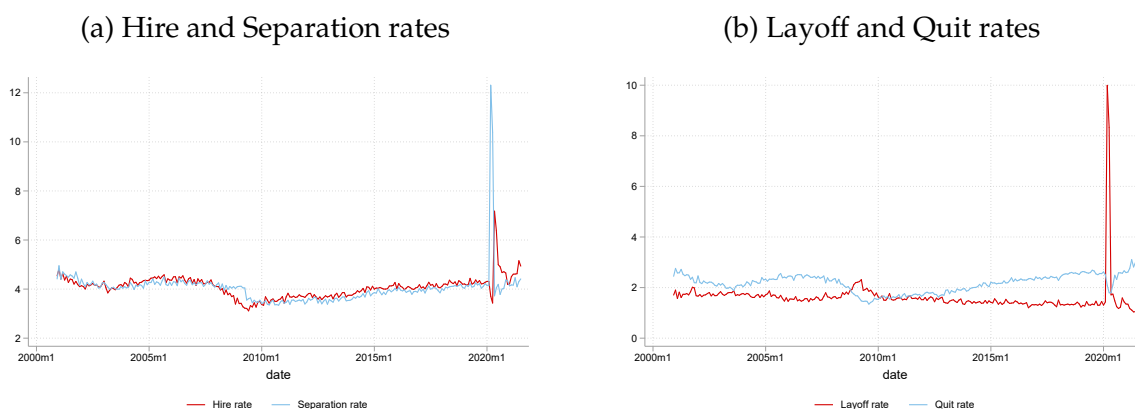 (a) Hire and Separation rates
12
10
8
6
4
2
2000m1 2005m1 2010m1 2015m1 2020m1
date
Hire rate Separation rate
(b) Layoff and Quit rates
10
8
6
4
2
0
2000m1 2005m1 2010m1 2015m1 2020m1
date
Layoff rate Quit rate